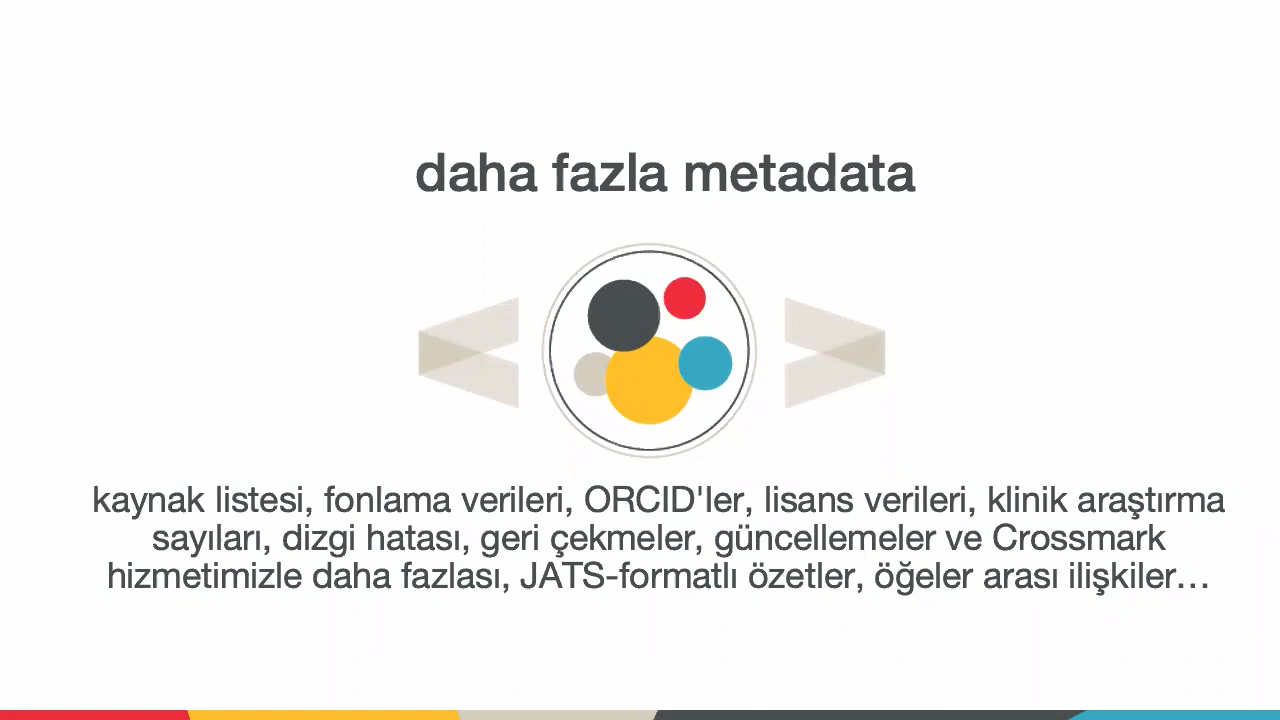 daha fazla metadata
kaynak listesi, fonlama verileri, ORCID'ler, lisans verileri, klinik araştırma
sayıları, dizgi hatası, geri çekmeler, güncellemeler ve Crossmark
hizmetimizle daha fazlası, JATS-formatlı özetler, öğeler arası ilişkiler…